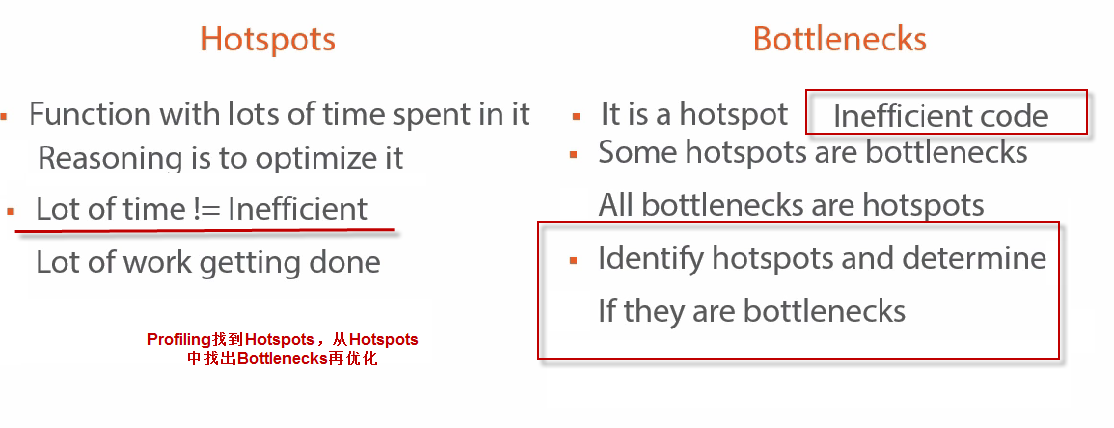 Hotspots
Function with lots of time spent in it
Reasoning is to optimize it
Lot of time != Inefficient
Lot of work getting done
Profiling找到Hotspots，从Hotspots
中找出Bottlenecks再优化
Bottlenecks
It is a hotspot Inefficient code
Some hotspots are bottlenecks
All bottlenecks are hotspots
Identify hotspots and determine
If they are bottlenecks